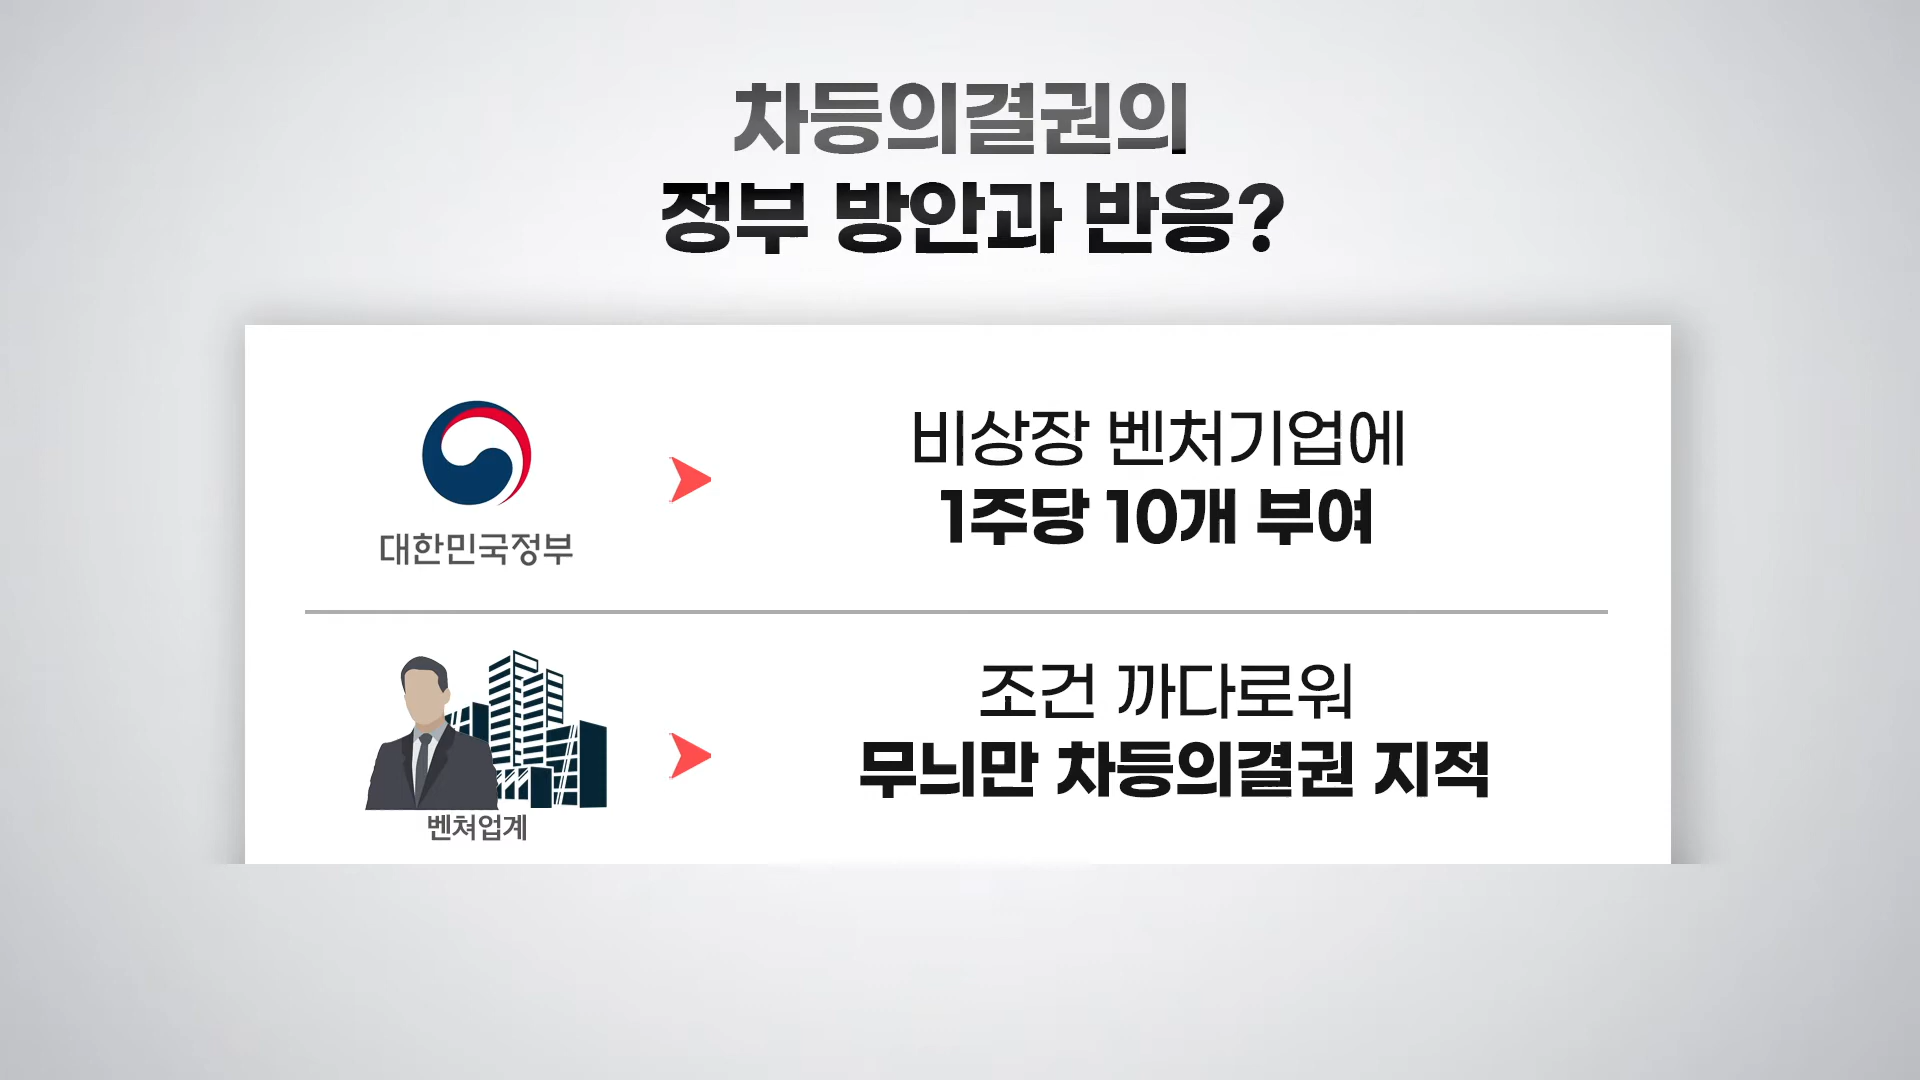 차등의결권의
정부 방안과 반응?
대한민국정부
비상장 벤처기업에
1주당 10개 부여
벤쳐업계
조건 까다로워
무늬만 차등의결권 지적